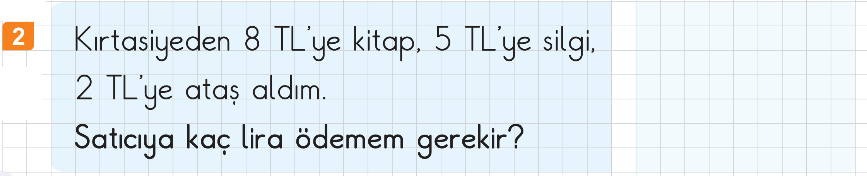 2
Kırtasiyeden 8 TL'ye kitap, 5 TL'ye silgi,
2 TL'ye ataş aldım.
Satıcıya kaç lira ödemem gerekir?